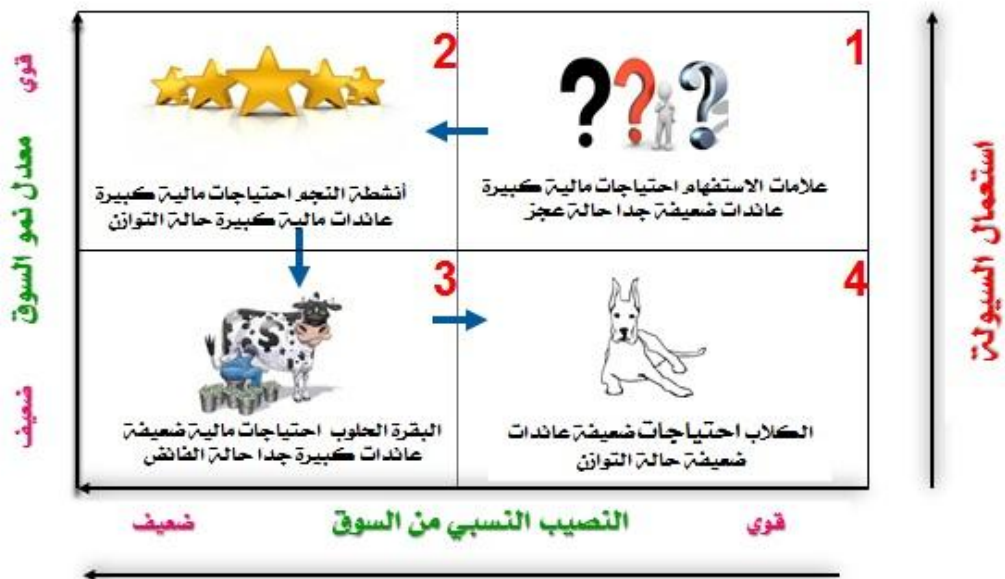 1
علامات الاستفهام احتياجات مالية كبيرة
عائدات ضعيفة جدا حالة عجز
2
أنشطة النجم احتياجات مالية كبيرة
عائدات مالية كبيرة حالة التوازن
3
البقرة الحلوب احتياجات مالية ضعيفة
عائدات كبيرة جدا حالة الفائض
4
الكلاب احتياجات ضعيفة عائدات
ضعيفة حالة التوازن
استعمال السيولة
قوي
معدل نمو السوق
ضعيف
قوي
النصيب النسبي من السوق
ضعيف